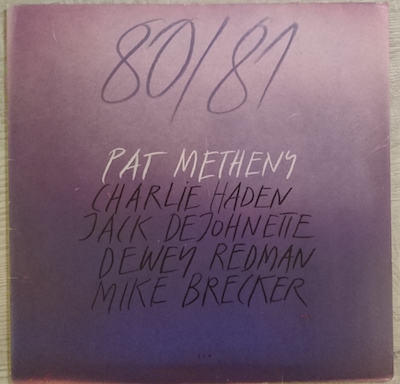 80/81
PAT METHENY
CHARLIE HADEN
JACK DEJOHNETTE
DEWEY REDMAN
MIKE BRECKER